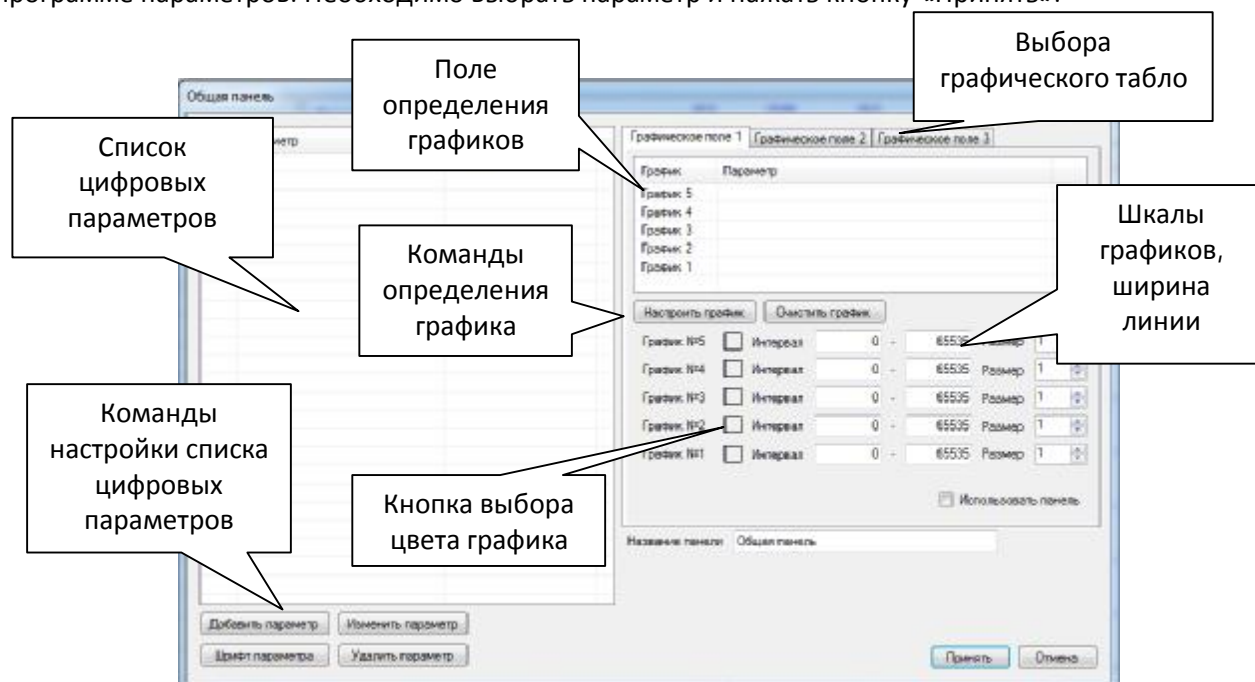 программе параметров. Необходимо выбрать параметр и нажать кнопку «Принять».
Выбора
графического табло
Поле
определения
графиков
Общая панель
Список
цифровых
параметров
Графическое поле 1 Графическое поле 2 Графическое поле 3
График Параметр
График 5
График 4
График 3
График 2
График 1
Шкалы
графиков,
ширина
линии
Команды
определения
графика
Настроить график Очистить график
График №5 Интервал 0 - 65535 Размер 1
График №4 Интервал 0 - 65535 Размер 1
График №3 Интервал 0 - 65535 Размер 1
График №2 Интервал 0 - 65535 Размер 1
График №1 Интервал 0 - 65535 Размер 1
Команды
настройки списка
цифровых
параметров
Кнопка выбора
цвета графика
Использовать панель
Название панели Общая панель
Добавить параметр Изменить параметр
Шрифт параметра Удалить параметр
Принять Отмена